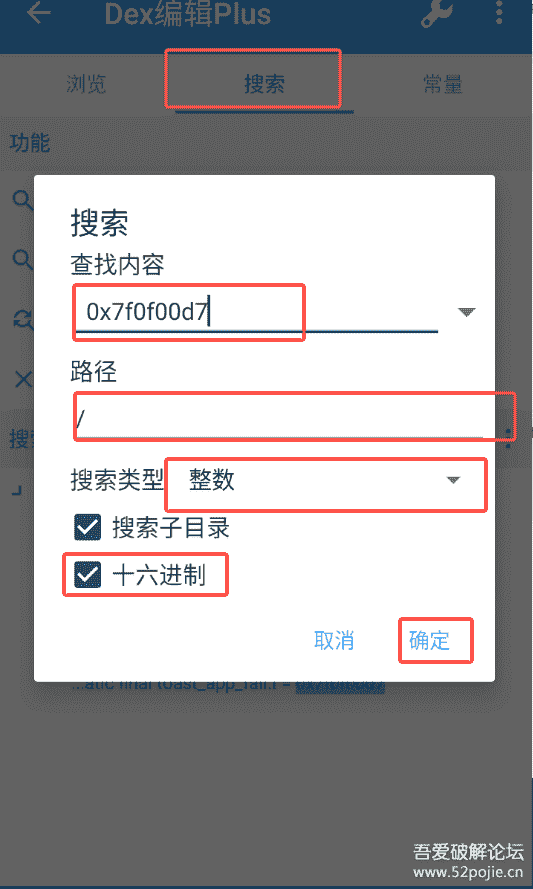 Dex编辑Plus
浏览 搜索 常量
功能
搜索
查找内容
0x7f0f00d7
路径
/
搜索类型 整数
搜索子目录
十六进制
取消 确定
吾爱破解论坛
www.52pojie.cn